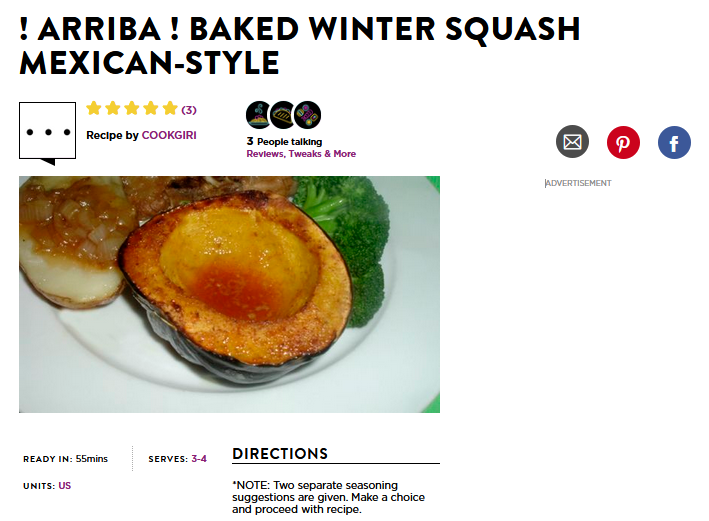 ! ARRIBA ! BAKED WINTER SQUASH
MEXICAN-STYLE
(3)
Recipe by COOKGIRI
3 People talking
Reviews, Tweaks & More
ADVERTISEMENT
READY IN: 55mins
SERVES: 3-4
UNITS: US
DIRECTIONS
*NOTE: Two separate seasoning
suggestions are given. Make a choice
and proceed with recipe.